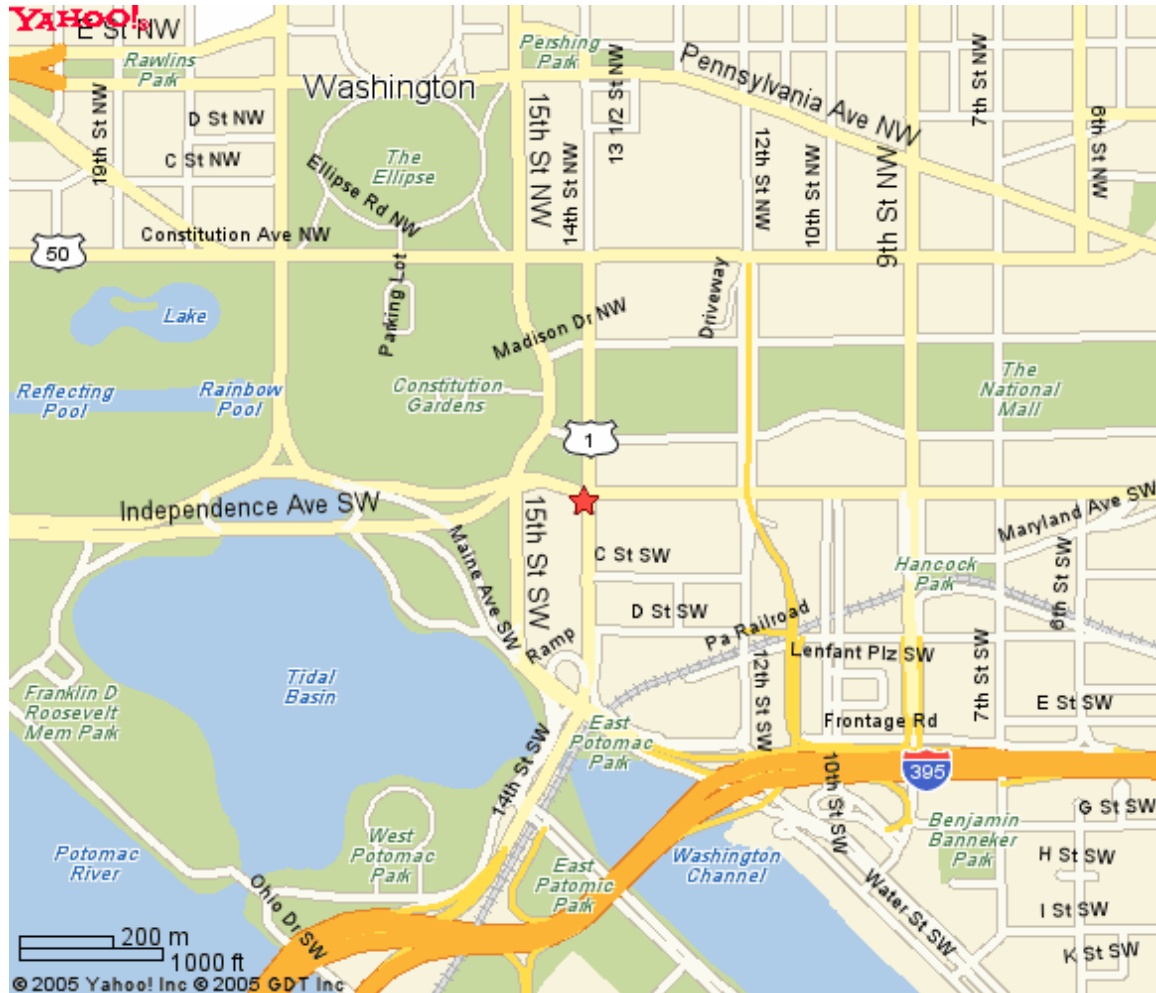 YAHOO!®
E St NW
Rawlins
Park
Pershing
Park
Washington
Pennsylvania Ave NW
7th St NW
6th St NW
19th St NW
D St NW
C St NW
The
Ellipse
Ellipse Rd NW
15th St NW
14th St NW
13 1/2 St NW
12th St NW
10th St NW
9th St NW
Constitution Ave NW
50
Parking Lot
Driveway
Lake
Madison Dr NW
Reflecting
Pool
Rainbow
Pool
Constitution
Gardens
The
National
Mall
1
Independence Ave SW
15th St SW
Maine Ave SW
C St SW
Maryland Ave SW
Hancock
Park
6th St SW
D St SW
Pa Railroad
Ramp
Lenfant Plz SW
12th St SW
7th St SW
Tidal
Basin
Franklin D
Roosevelt
Mem Park
East
Potomac
Park
E St SW
Frontage Rd
14th St SW
395
10th St SW
G St SW
Benjamin
Banneker
Park
West
Potomac
Park
Potomac
River
East
Patomic
Park
Washington
Channel
H St SW
Water St SW
Ohio Dr SW
I St SW
K St SW
200 m
1000 ft
© 2005 Yahoo! Inc © 2005 GDT Inc